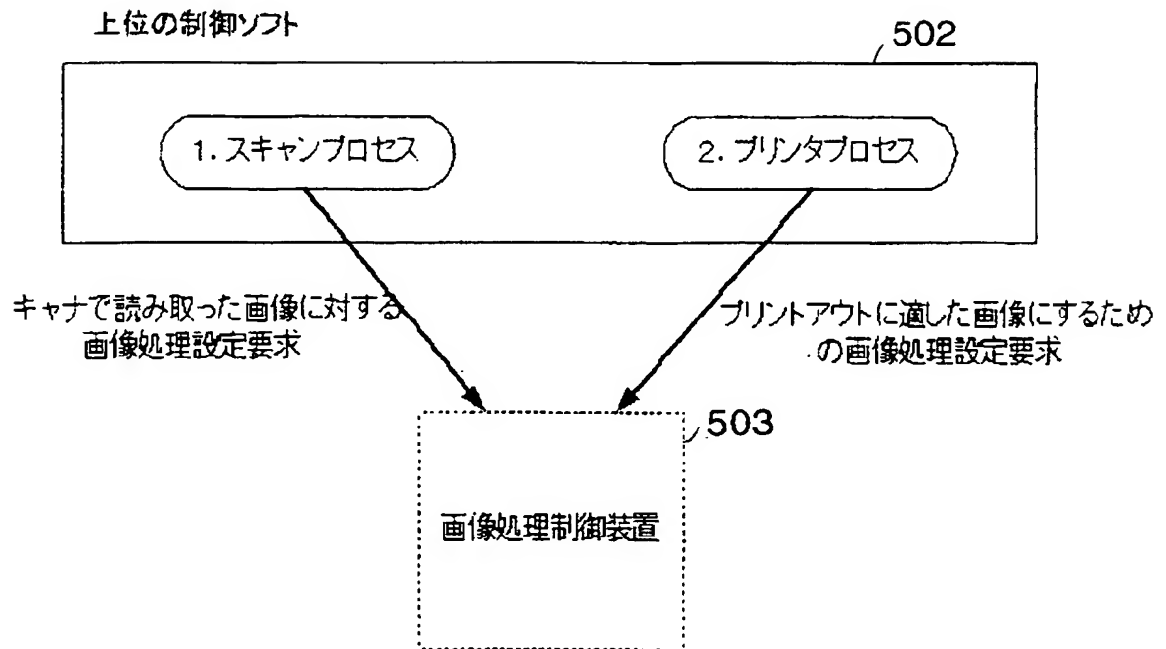 上位の制御ソフト
502
1. スキャンプロセス
2. プリンタプロセス
キャナで読み取った画像に対する
画像処理設定要求
プリントアウトに適した画像にするため
の画像処理設定要求
503
画像処理制御装置